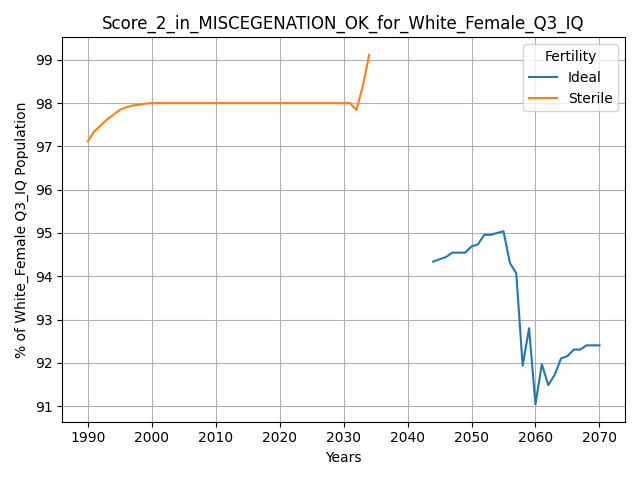 Score_2_in_MISCEGENATION_OK_for_White_Female_Q3_IQ
Fertility
Ideal
Sterile
% of White_Female Q3_IQ Population
99
98
97
96
95
94
93
92
91
1990 2000 2010 2020 2030 2040 2050 2060 2070
Years